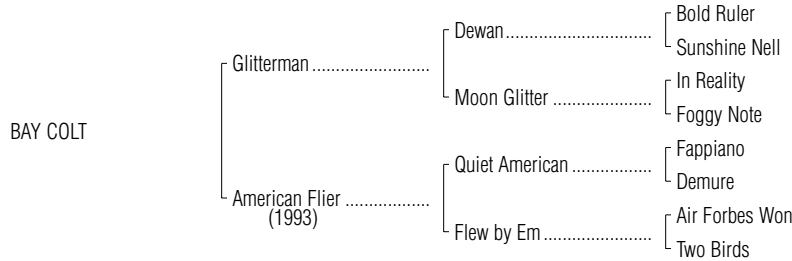 Bold Ruler
Dewan..............................
Sunshine Nell
Glitterman ........................
In Reality
Moon Glitter ....................
Foggy Note
BAY COLT
Fappiano
Quiet American ................
Demure
American Flier .................
(1993)
Air Forbes Won
Flew by Em......................
Two Birds